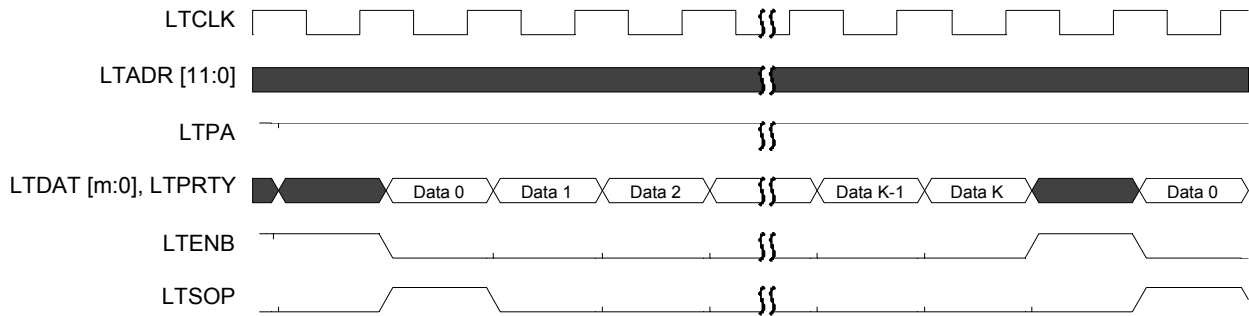 LTCLK
LTADR [11:0]
LTPA
LTDAT [m:0], LTPRTY Data 0 Data 1 Data 2 Data K-1 Data K Data 0
LTENB
LTSOP